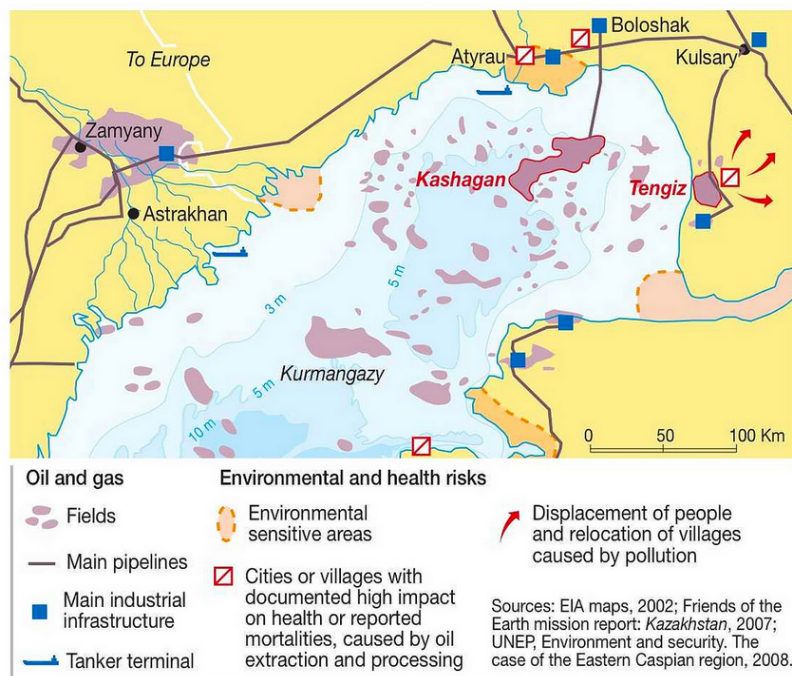 Boloshak
To Europe
Atyrau
Kulsary
Zamyany
Kashagan
Tengiz
Astrakhan
5 m
3 m
Kurmangazy
5 m
10 m
0 50 100 Km
Oil and gas
Fields
Main pipelines
Main industrial
infrastructure
Tanker terminal
Environmental and health risks
Environmental
sensitive areas
Cities or villages with
documented high impact
on health or reported
mortalities, caused by oil
extraction and processing
Displacement of people
and relocation of villages
caused by pollution
Sources: EIA maps, 2002; Friends of the
Earth mission report: Kazakhstan, 2007;
UNEP, Environment and security. The
case of the Eastern Caspian region, 2008.